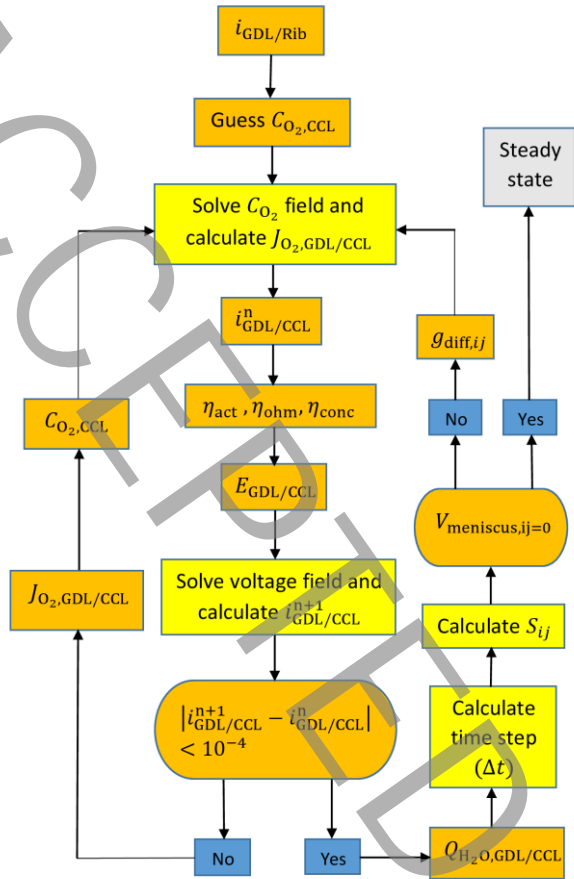 i_GDL/Rib
Guess C_O₂,CCL
Solve C_O₂ field and
calculate J_O₂,GDL/CCL
i^n_GDL/CCL
η_act , η_ohm, η_conc
E_GDL/CCL
Solve voltage field and
calculate i^n+1_GDL/CCL
|i^n+1_GDL/CCL − i^n_GDL/CCL|
< 10⁻⁴
No
Yes
J_O₂,GDL/CCL
C_O₂,CCL
Q_H₂O,GDL/CCL
Calculate
time step
(Δt)
Calculate S_ij
V_meniscus,ij=0
No
Yes
g_diff,ij
Steady
state
ACCEPTED